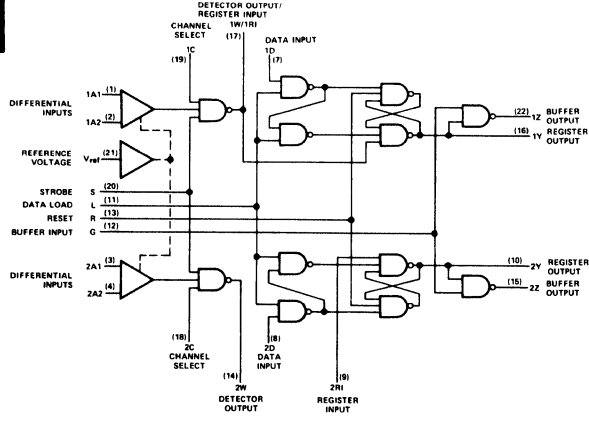 DETECTOR OUTPUT/
REGISTER INPUT
1W/1RI
(17)
CHANNEL
SELECT
1C
(19)
DATA INPUT
1D
(7)
DIFFERENTIAL
INPUTS
1A1 (1)
1A2 (2)
(22) 1Z BUFFER
OUTPUT
(16) 1Y REGISTER
OUTPUT
REFERENCE
VOLTAGE
Vref (21)
STROBE S (20)
DATA LOAD L (11)
RESET R (13)
BUFFER INPUT G (12)
DIFFERENTIAL
INPUTS
2A1 (3)
2A2 (4)
(10) 2Y REGISTER
OUTPUT
(15) 2Z BUFFER
OUTPUT
(18)
2C
CHANNEL
SELECT
(14)
2W
DETECTOR
OUTPUT
(8)
2D
DATA
INPUT
(9)
2RI
REGISTER
INPUT